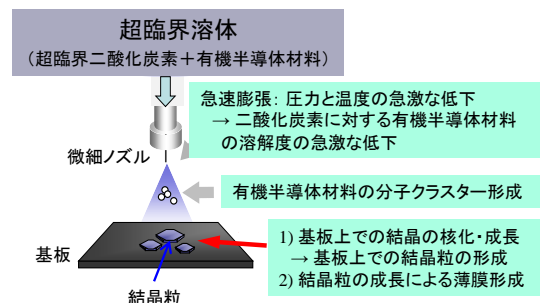 超臨界溶体
（超臨界二酸化炭素＋有機半導体材料）
急速膨張： 圧力と温度の急激な低下
→ 二酸化炭素に対する有機半導体材料
の溶解度の急激な低下
微細ノズル
有機半導体材料の分子クラスター形成
1) 基板上での結晶の核化・成長
→ 基板上での結晶粒の形成
2) 結晶粒の成長による薄膜形成
基板
結晶粒